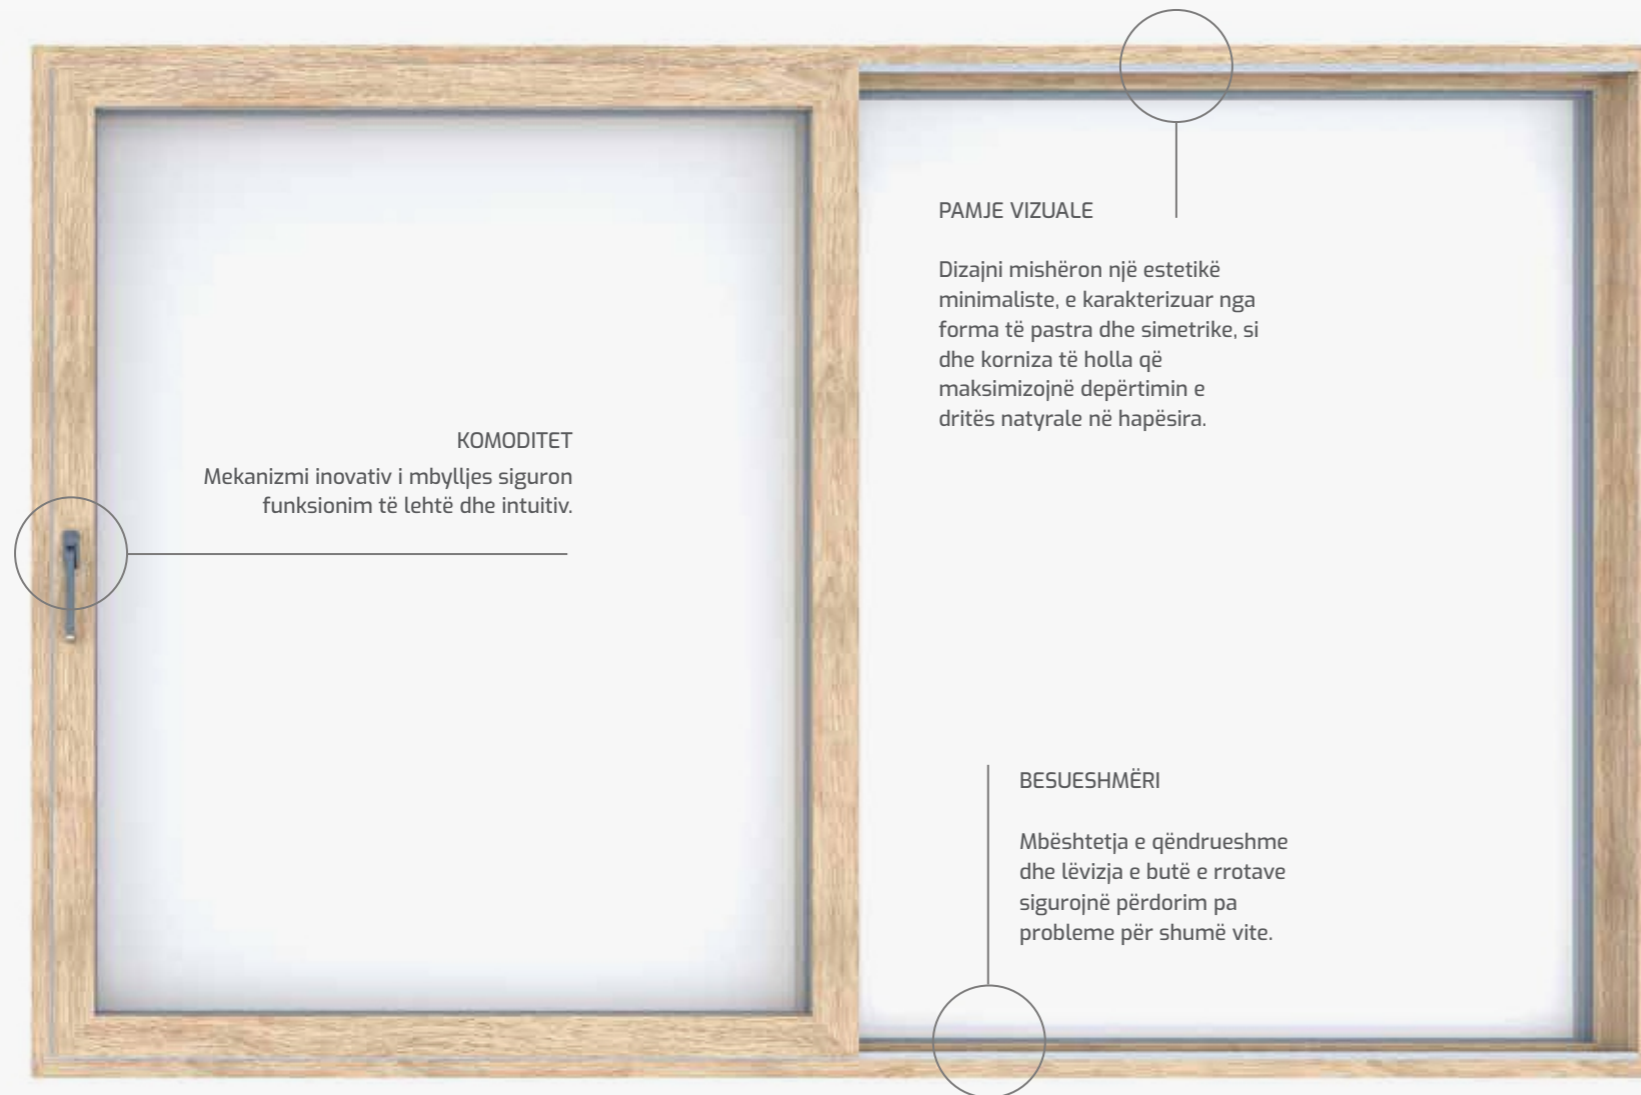 KOMODITET
Mekanizmi inovativ i mbylljes siguron
funksionim të lehtë dhe intuitiv.
PAMJE VIZUALE
Dizajni mishëron një estetikë
minimaliste, e karakterizuar nga
forma të pastra dhe simetrike, si
dhe korniza të holla që
maksimizojnë depërtimin e
dritës natyrale në hapësira.
BESUESHMËRI
Mbështetja e qëndrueshme
dhe lëvizja e butë e rrotave
sigurojnë përdorim pa
probleme për shumë vite.